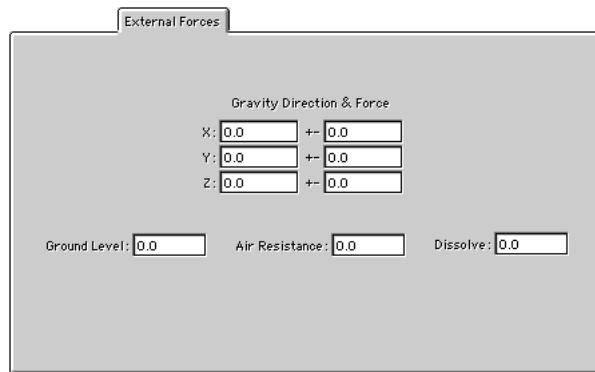 External Forces
Gravity Direction & Force
X: 0.0 +- 0.0
Y: 0.0 +- 0.0
Z: 0.0 +- 0.0
Ground Level: 0.0 Air Resistance: 0.0 Dissolve: 0.0